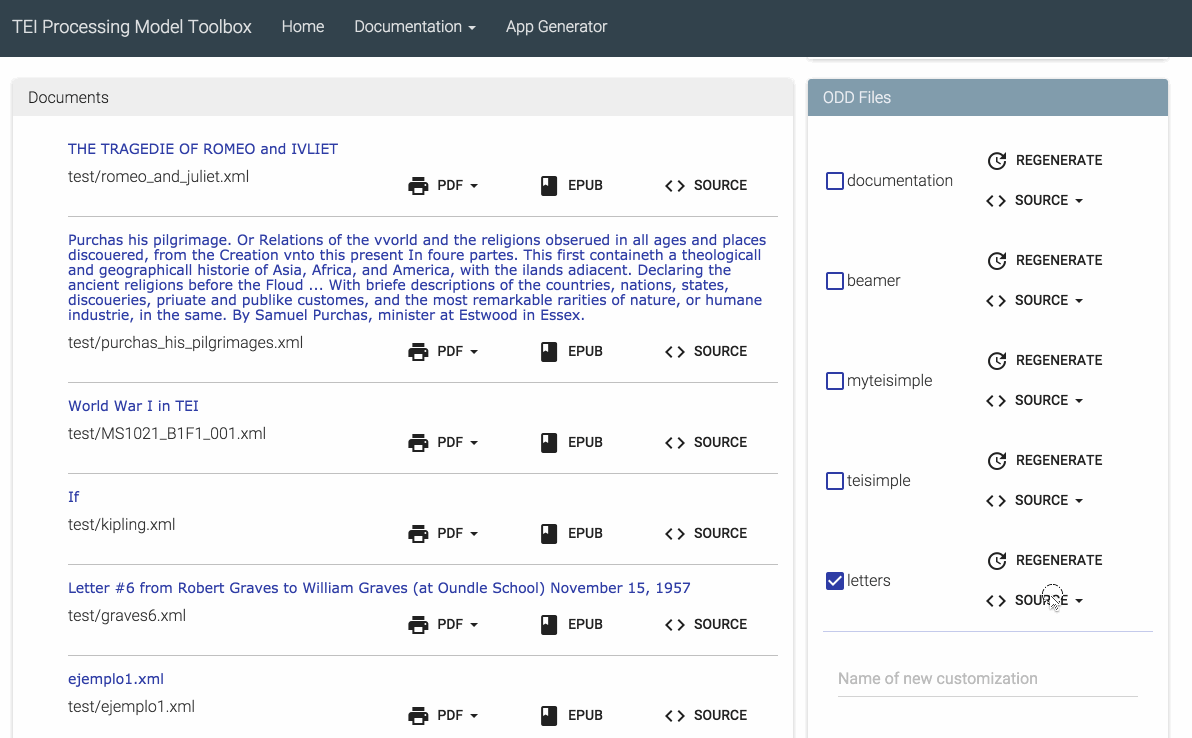 TEI Processing Model Toolbox Home Documentation App Generator
Documents
THE TRAGEDIE OF ROMEO and IVLIET
test/romeo_and_juliet.xml PDF EPUB SOURCE
Purchas his pilgrimage. Or Relations of the vvorld and the religions obserued in all ages and places
discouered, from the Creation vnto this present In foure partes. This first containeth a theologicall
and geographicall historie of Asia, Africa, and America, with the ilands adiacent. Declaring the
ancient religions before the Floud ... With briefe descriptions of the countries, nations, states,
discoueries, priuate and publike customes, and the most remarkable rarities of nature, or humane
industrie, in the same. By Samuel Purchas, minister at Estwood in Essex.
test/purchas_his_pilgrimages.xml PDF EPUB SOURCE
World War I in TEI
test/MS1021_B1F1_001.xml PDF EPUB SOURCE
If
test/kipling.xml PDF EPUB SOURCE
Letter #6 from Robert Graves to William Graves (at Oundle School) November 15, 1957
test/graves6.xml PDF EPUB SOURCE
ejemplo1.xml
test/ejemplo1.xml PDF EPUB SOURCE
ODD Files
REGENERATE
documentation
SOURCE
REGENERATE
beamer
SOURCE
REGENERATE
myteisimple
SOURCE
REGENERATE
teisimple
SOURCE
REGENERATE
letters
SOURCE
Name of new customization